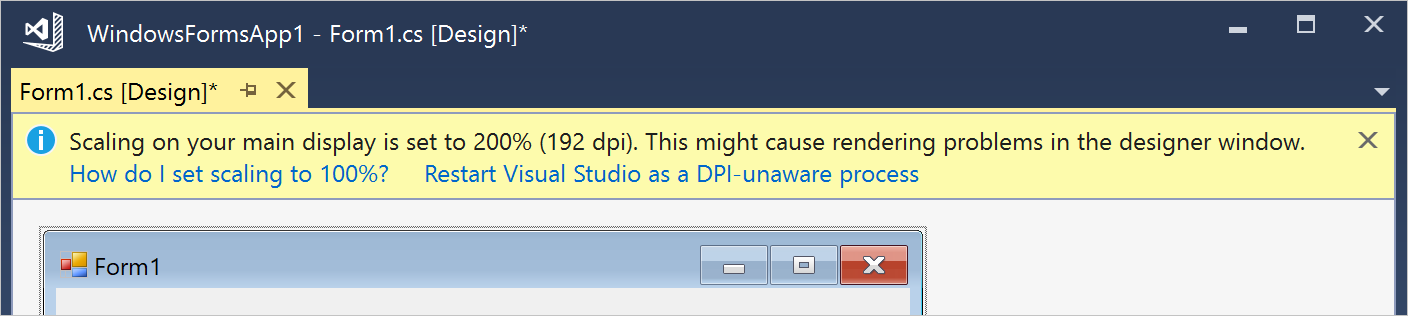 WindowsFormsApp1 - Form1.cs [Design]*
Form1.cs [Design]*
Scaling on your main display is set to 200% (192 dpi). This might cause rendering problems in the designer window.
How do I set scaling to 100%? Restart Visual Studio as a DPI-unaware process
Form1